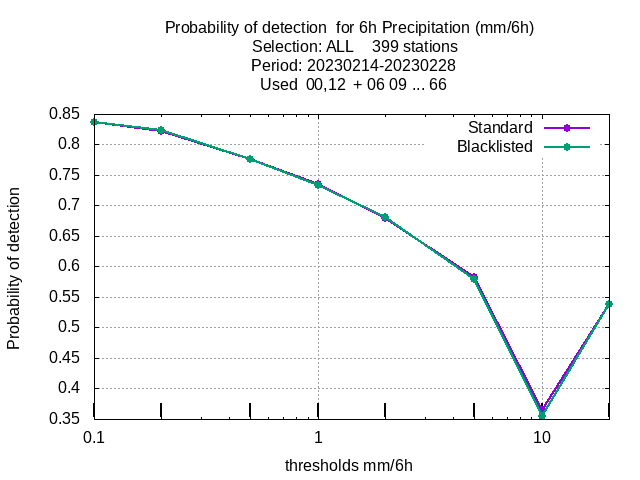 Probability of detection  for 6h Precipitation (mm/6h)
Selection: ALL    399 stations
Period: 20230214-20230228
Used  00,12  + 06 09 ... 66
Standard
Blacklisted
Probability of detection
0.85
0.8
0.75
0.7
0.65
0.6
0.55
0.5
0.45
0.4
0.35
0.1
1
10
thresholds mm/6h